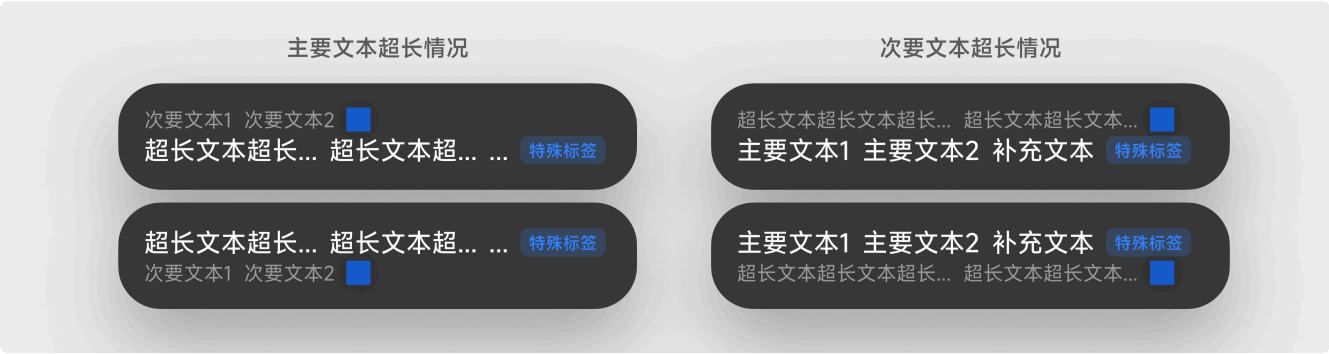 主要文本超长情况
次要文本1 次要文本2
超长文本超长... 超长文本超... ... 特殊标签
超长文本超长... 超长文本超... ... 特殊标签
次要文本1 次要文本2
次要文本超长情况
超长文本超长文本超长... 超长文本超长文本...
主要文本1 主要文本2 补充文本 特殊标签
主要文本1 主要文本2 补充文本 特殊标签
超长文本超长文本超长... 超长文本超长文本...